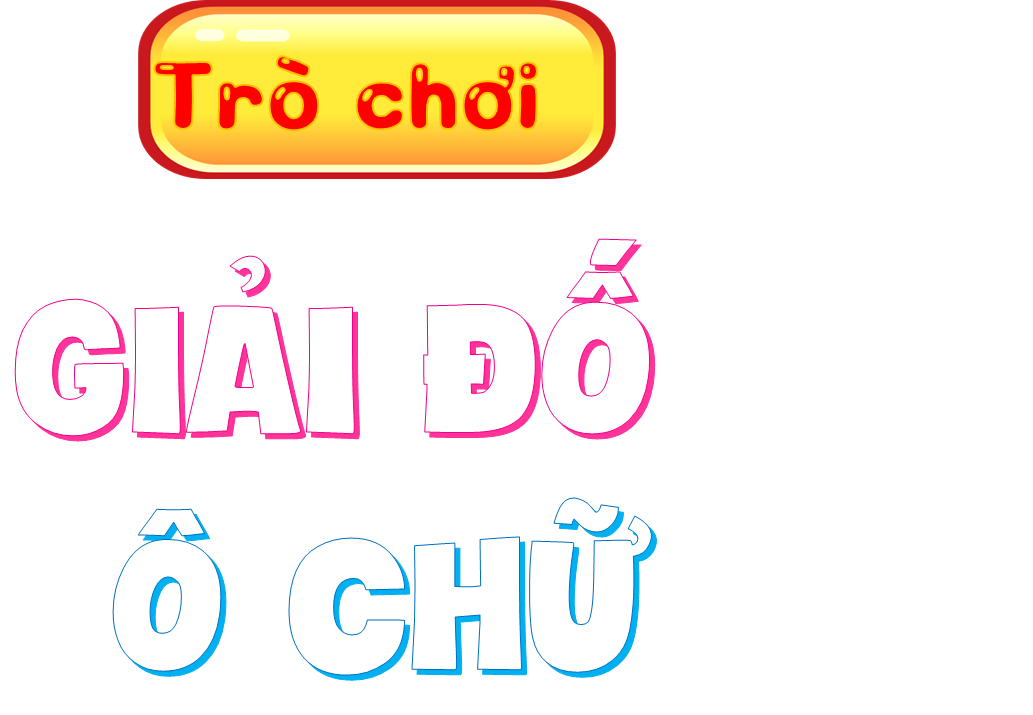 Trò chơi
GIẢI ĐỐ
Ô CHỮ